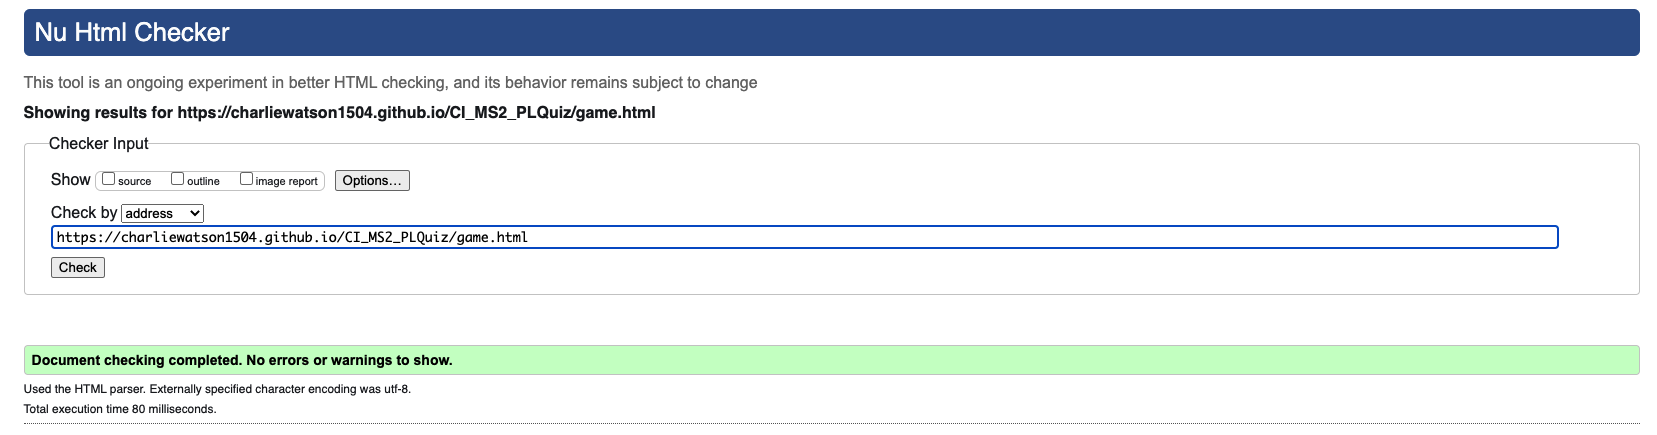 Nu Html Checker
This tool is an ongoing experiment in better HTML checking, and its behavior remains subject to change
Showing results for https://charliewatson1504.github.io/CI_MS2_PLQuiz/game.html
Checker Input
Show source outline image report Options...
Check by address
https://charliewatson1504.github.io/CI_MS2_PLQuiz/game.html
Check
Document checking completed. No errors or warnings to show.
Used the HTML parser. Externally specified character encoding was utf-8.
Total execution time 80 milliseconds.